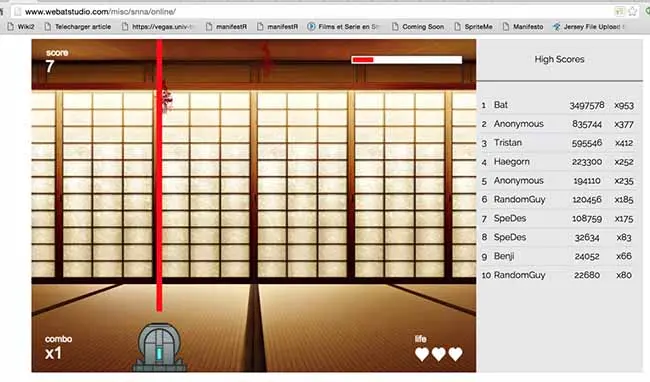 www.webatstudio.com/misc/snna/online/
Wiki2 Telecharger article https://vegas.univ-t manifestR manifestR Films et Serie en St Coming Soon SpriteMe Manifesto Jersey File Upload
score
7
High Scores
1 Bat 3497578 x953
2 Anonymous 835744 x377
3 Tristan 595546 x412
4 Haegorn 223300 x252
5 Anonymous 194110 x235
6 RandomGuy 120456 x185
7 SpeDes 108759 x175
8 SpeDes 32634 x83
9 Benji 24052 x66
10 RandomGuy 22680 x80
combo
x1
life